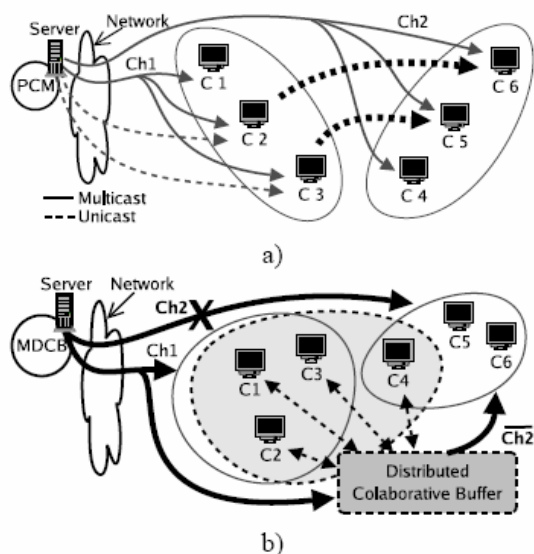 Server
Network
Ch2
PCM
Ch1
C 1
C 2
C 3
C 6
C 5
C 4
Multicast
Unicast
a)
Server
Network
Ch2
X
MDCB
Ch1
C1
C3
C2
C4
C5
C6
Ch2
Distributed
Colaborative Buffer
b)